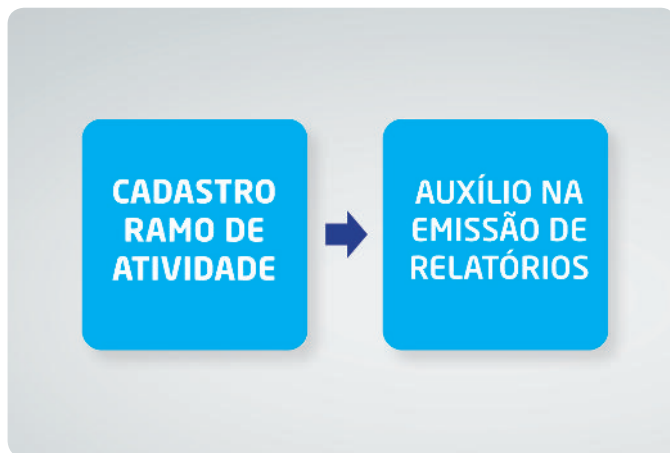 CADASTRO
RAMO DE
ATIVIDADE
AUXÍLIO NA
EMISSÃO DE
RELATÓRIOS